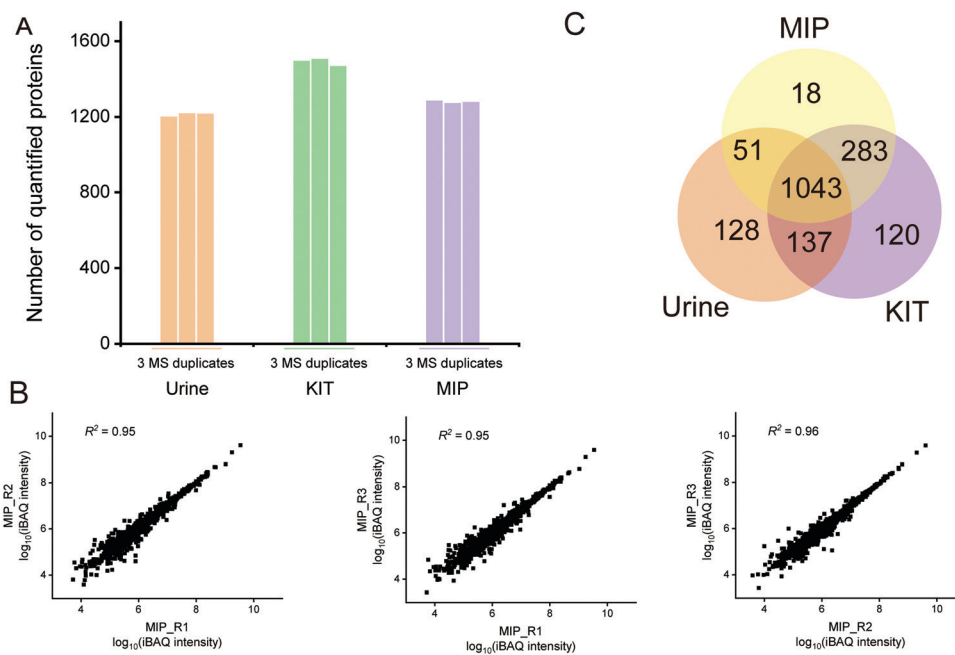 A
Number of quantified proteins
1600
1200
800
400
0
3 MS duplicates
3 MS duplicates
3 MS duplicates
Urine
KIT
MIP
C
MIP
18
51
283
1043
128
137
120
Urine
KIT
B
R² = 0.95
MIP_R2
log₁₀(iBAQ intensity)
10
8
6
4
4
6
8
10
MIP_R1
log₁₀(iBAQ intensity)
R² = 0.95
MIP_R3
log₁₀(iBAQ intensity)
10
8
6
4
4
6
8
10
MIP_R1
log₁₀(iBAQ intensity)
R² = 0.96
MIP_R3
log₁₀(iBAQ intensity)
10
8
6
4
4
6
8
10
MIP_R2
log₁₀(iBAQ intensity)